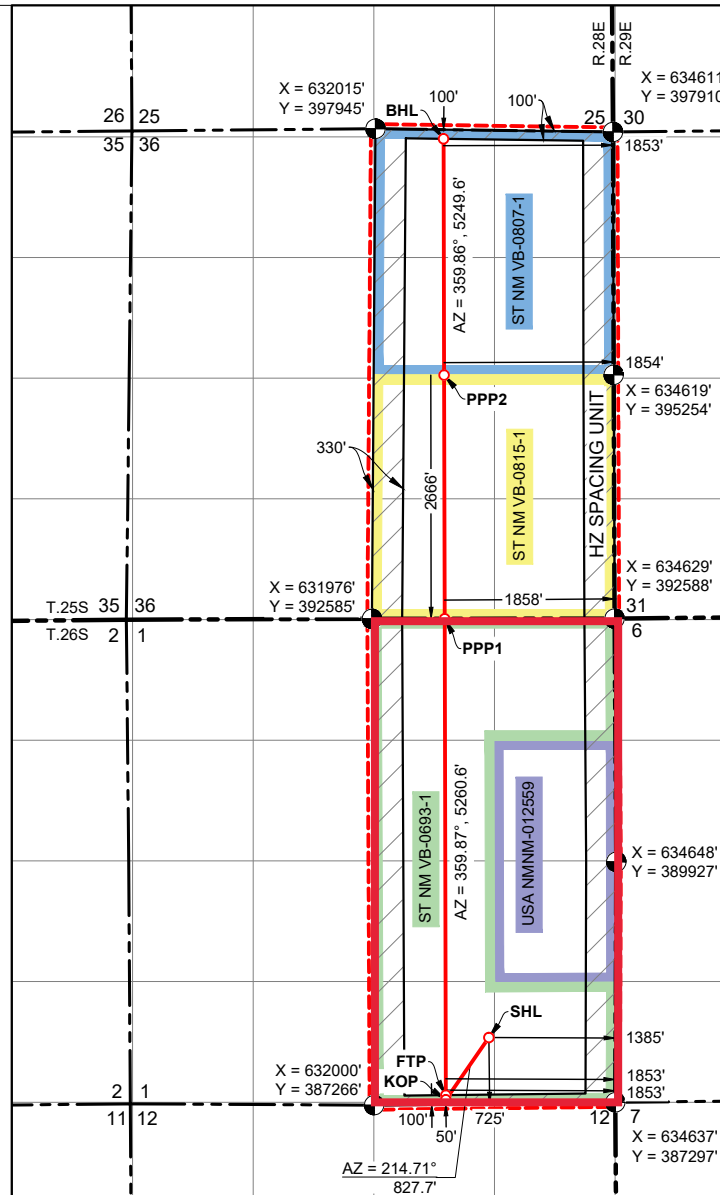 R.28E
R.29E
X = 632015'
Y = 397945'
BHL
100'
100'
X = 634611
Y = 397910
26 25
25 30
35 36
1853'
AZ = 359.86°, 5249.6'
ST NM VB-0807-1
1854'
PPP2
X = 634619'
Y = 395254'
330'
2666'
ST NM VB-0815-1
HZ SPACING UNIT
X = 634629'
Y = 392588'
X = 631976'
Y = 392585'
1858'
T.25S 35 36
31
T.26S 2 1
6
PPP1
ST NM VB-0693-1
AZ = 359.87°, 5260.6'
USA NMNM-012559
X = 634648'
Y = 389927'
SHL
1385'
FTP
X = 632000'
Y = 387266'
KOP
1853'
1853'
2 1
11 12
100'
50'
725'
12 7
X = 634637'
Y = 387297'
AZ = 214.71°
827.7'